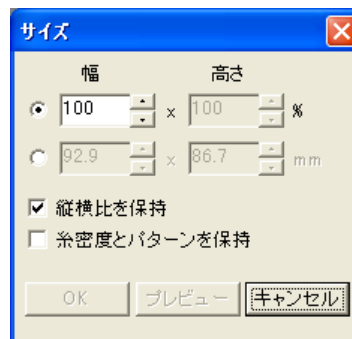 サイズ
幅 高さ
100 x 100 %
92.9 x 86.7 mm
縦横比を保持
糸密度とパターンを保持
OK プレビュー キャンセル